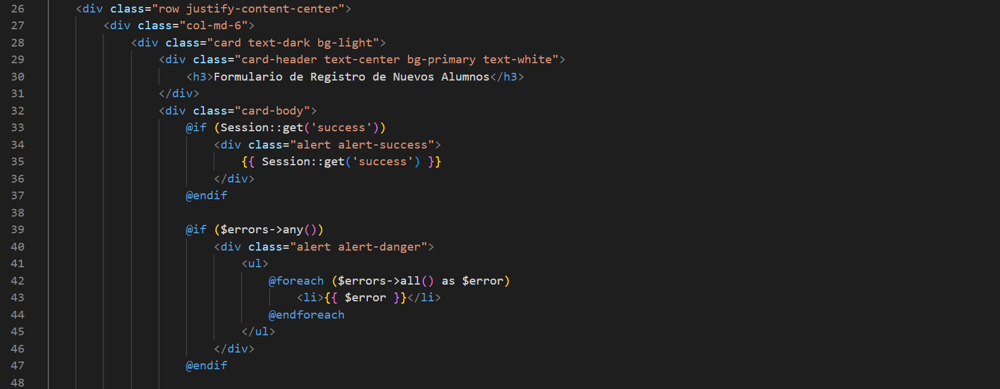 26 <div class="row justify-content-center">
27 <div class="col-md-6">
28 <div class="card text-dark bg-light">
29 <div class="card-header text-center bg-primary text-white">
30 <h3>Formulario de Registro de Nuevos Alumnos</h3>
31 </div>
32 <div class="card-body">
33 @if (Session::get('success'))
34 <div class="alert alert-success">
35 {{ Session::get('success') }}
36 </div>
37 @endif
38
39 @if ($errors->any())
40 <div class="alert alert-danger">
41 <ul>
42 @foreach ($errors->all() as $error)
43 <li>{{ $error }}</li>
44 @endforeach
45 </ul>
46 </div>
47 @endif
48